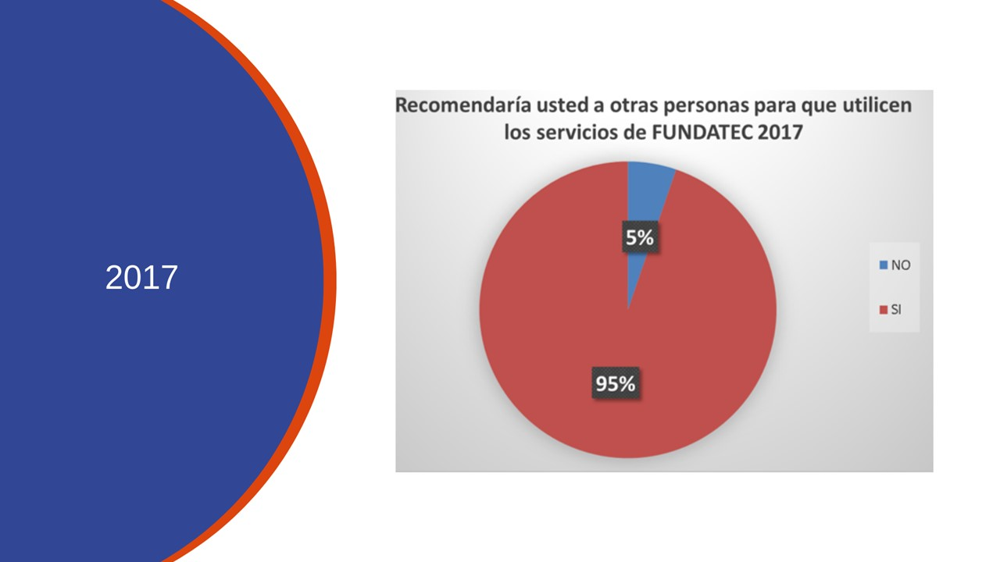 2017
Recomendaría usted a otras personas para que utilicen
los servicios de FUNDATEC 2017
5%
95%
NO
SI